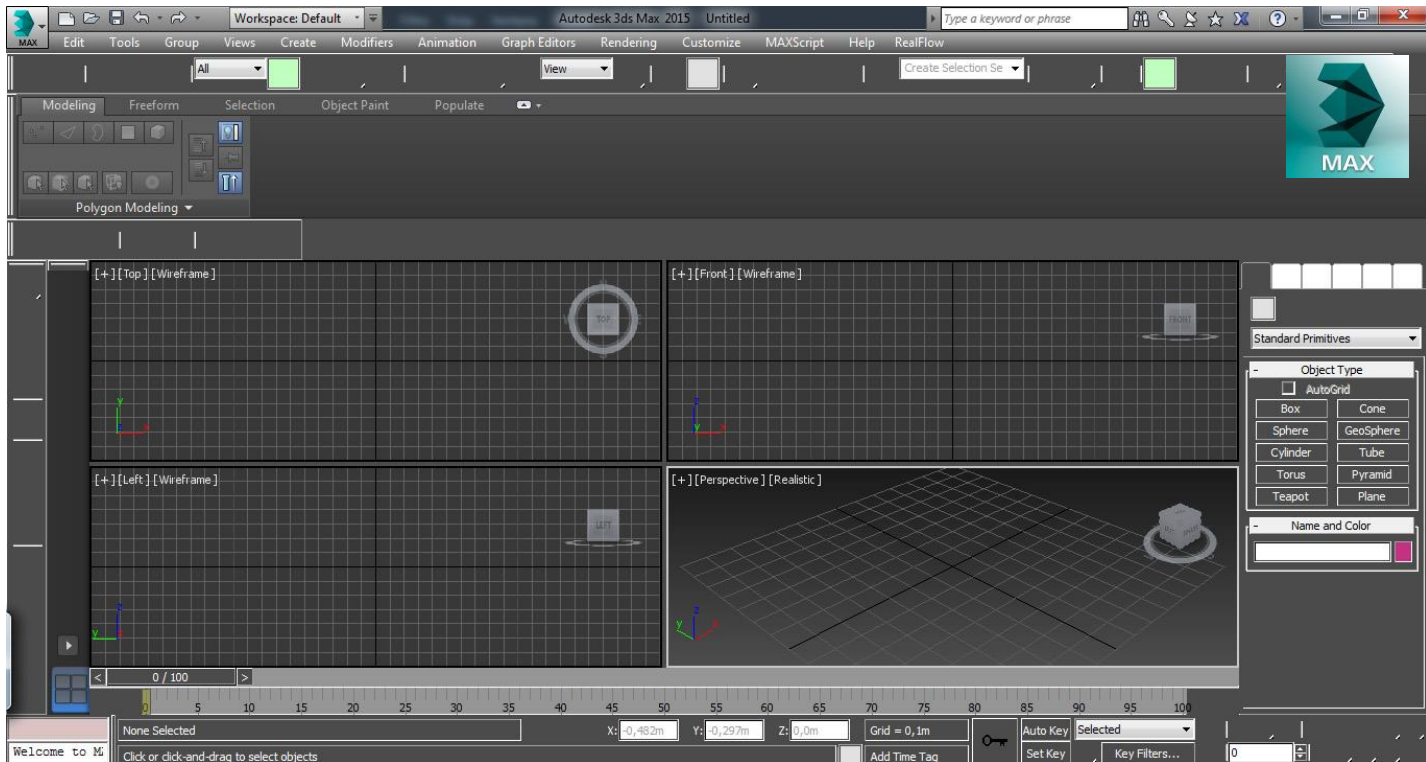 Workspace: Default
Autodesk 3ds Max 2015 Untitled
Type a keyword or phrase
MAX
Edit Tools Group Views Create Modifiers Animation Graph Editors Rendering Customize MAXScript Help RealFlow
All
View
Create Selection Se
MAX
Modeling Freeform Selection Object Paint Populate
Polygon Modeling
[+][Top][Wireframe]
TOP
[+][Front][Wireframe]
FRONT
y
x
z
y x
Standard Primitives
- Object Type
AutoGrid
Box Cone
Sphere GeoSphere
Cylinder Tube
Torus Pyramid
Teapot Plane
- Name and Color
[+][Left][Wireframe]
LEFT
[+][Perspective][Realistic]
z
y
z
y x
< 0 / 100 >
0 5 10 15 20 25 30 35 40 45 50 55 60 65 70 75 80 85 90 95 100
None Selected
X: -0,482m Y: -0,297m Z: 0,0m
Grid = 0,1m
Auto Key Selected
Welcome to M
Click or click-and-drag to select objects
Add Time Tag
Set Key Key Filters...
0